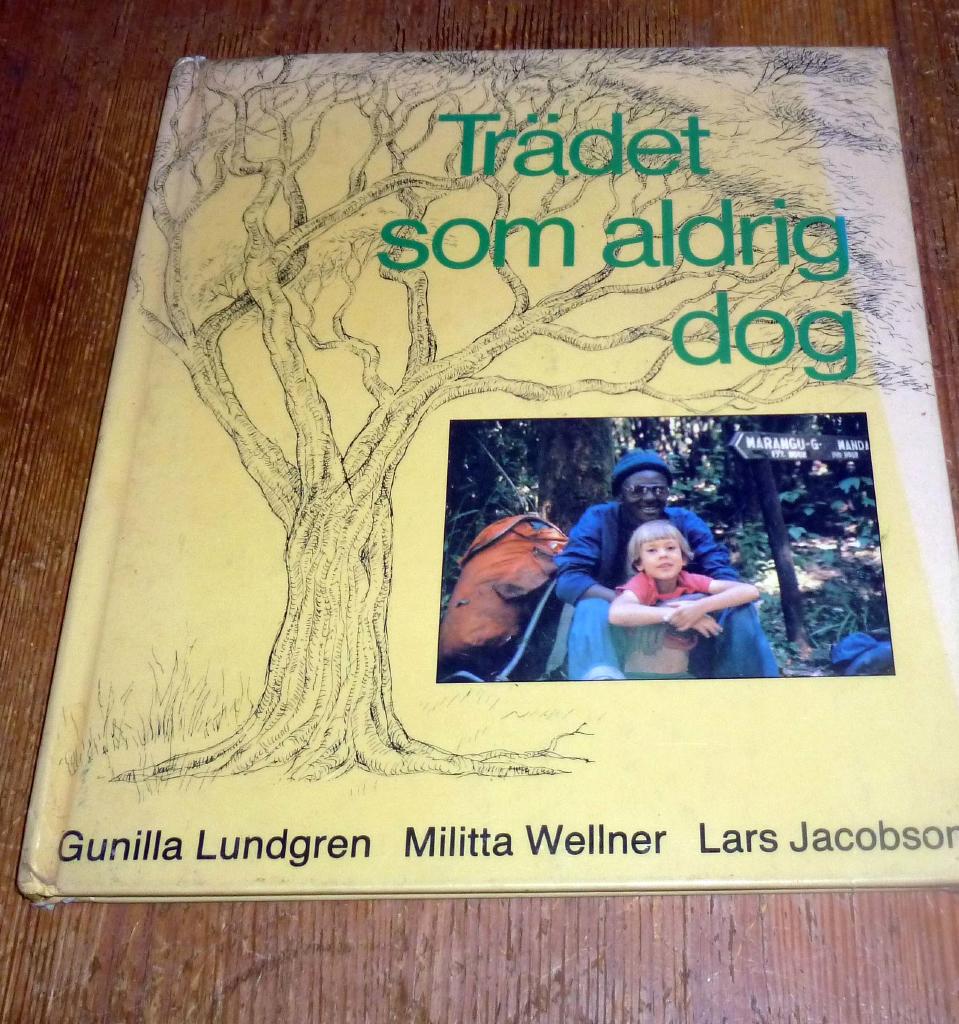 Trädet
som aldrig
dog
MARANGU-G. MANDA
Gunilla Lundgren Militta Wellner Lars Jacobson